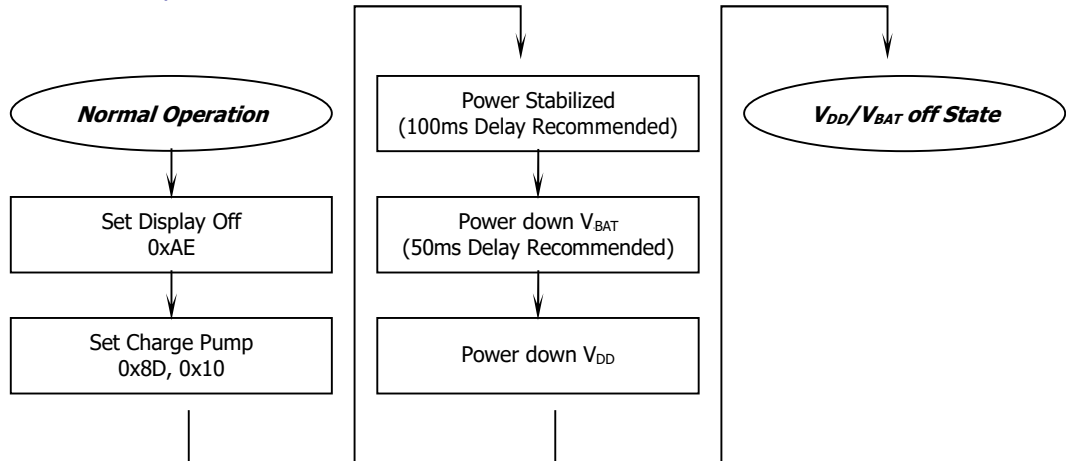 Normal Operation
Set Display Off
0xAE
Set Charge Pump
0x8D, 0x10
Power Stabilized
(100ms Delay Recommended)
Power down VBAT
(50ms Delay Recommended)
Power down VDD
VDD/VBAT off State